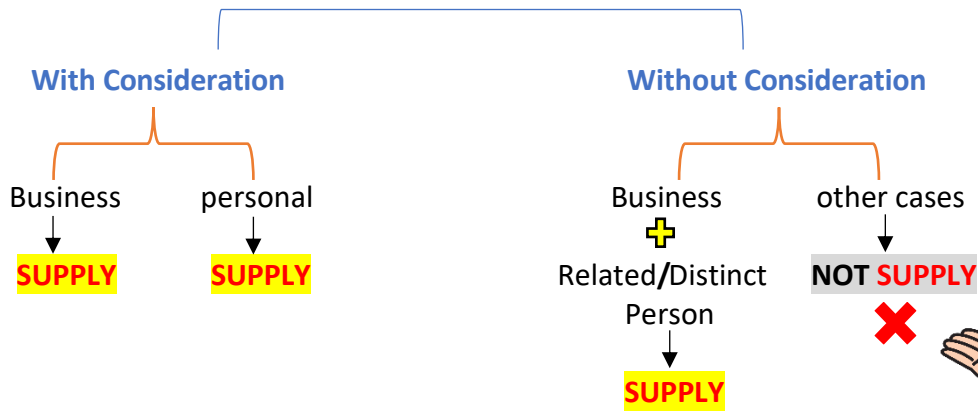 With Consideration
Without Consideration
Business
personal
Business
other cases
SUPPLY
SUPPLY
Related/Distinct
Person
NOT SUPPLY
SUPPLY